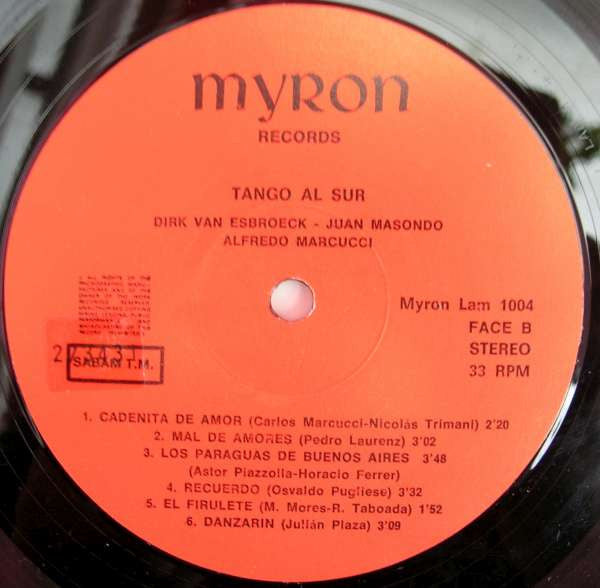 MYRON
RECORDS
TANGO AL SUR
DIRK VAN ESBROECK - JUAN MASONDO
ALFREDO MARCUCCI
Myron Lam 1004
FACE B
STEREO
33 RPM
SABAM T.M.
1. CADENITA DE AMOR (Carlos Marcucci-Nicolás Trimani) 2'20
2. MAL DE AMORES (Pedro Laurenz) 3'02
3. LOS PARAGUAS DE BUENOS AIRES 3'48
(Astor Piazzolla-Horacio Ferrer)
4. RECUERDO (Osvaldo Pugliese) 3'32
5. EL FIRULETE (M. Mores-R. Taboada) 1'52
6. DANZARIN (Julián Plaza) 3'09